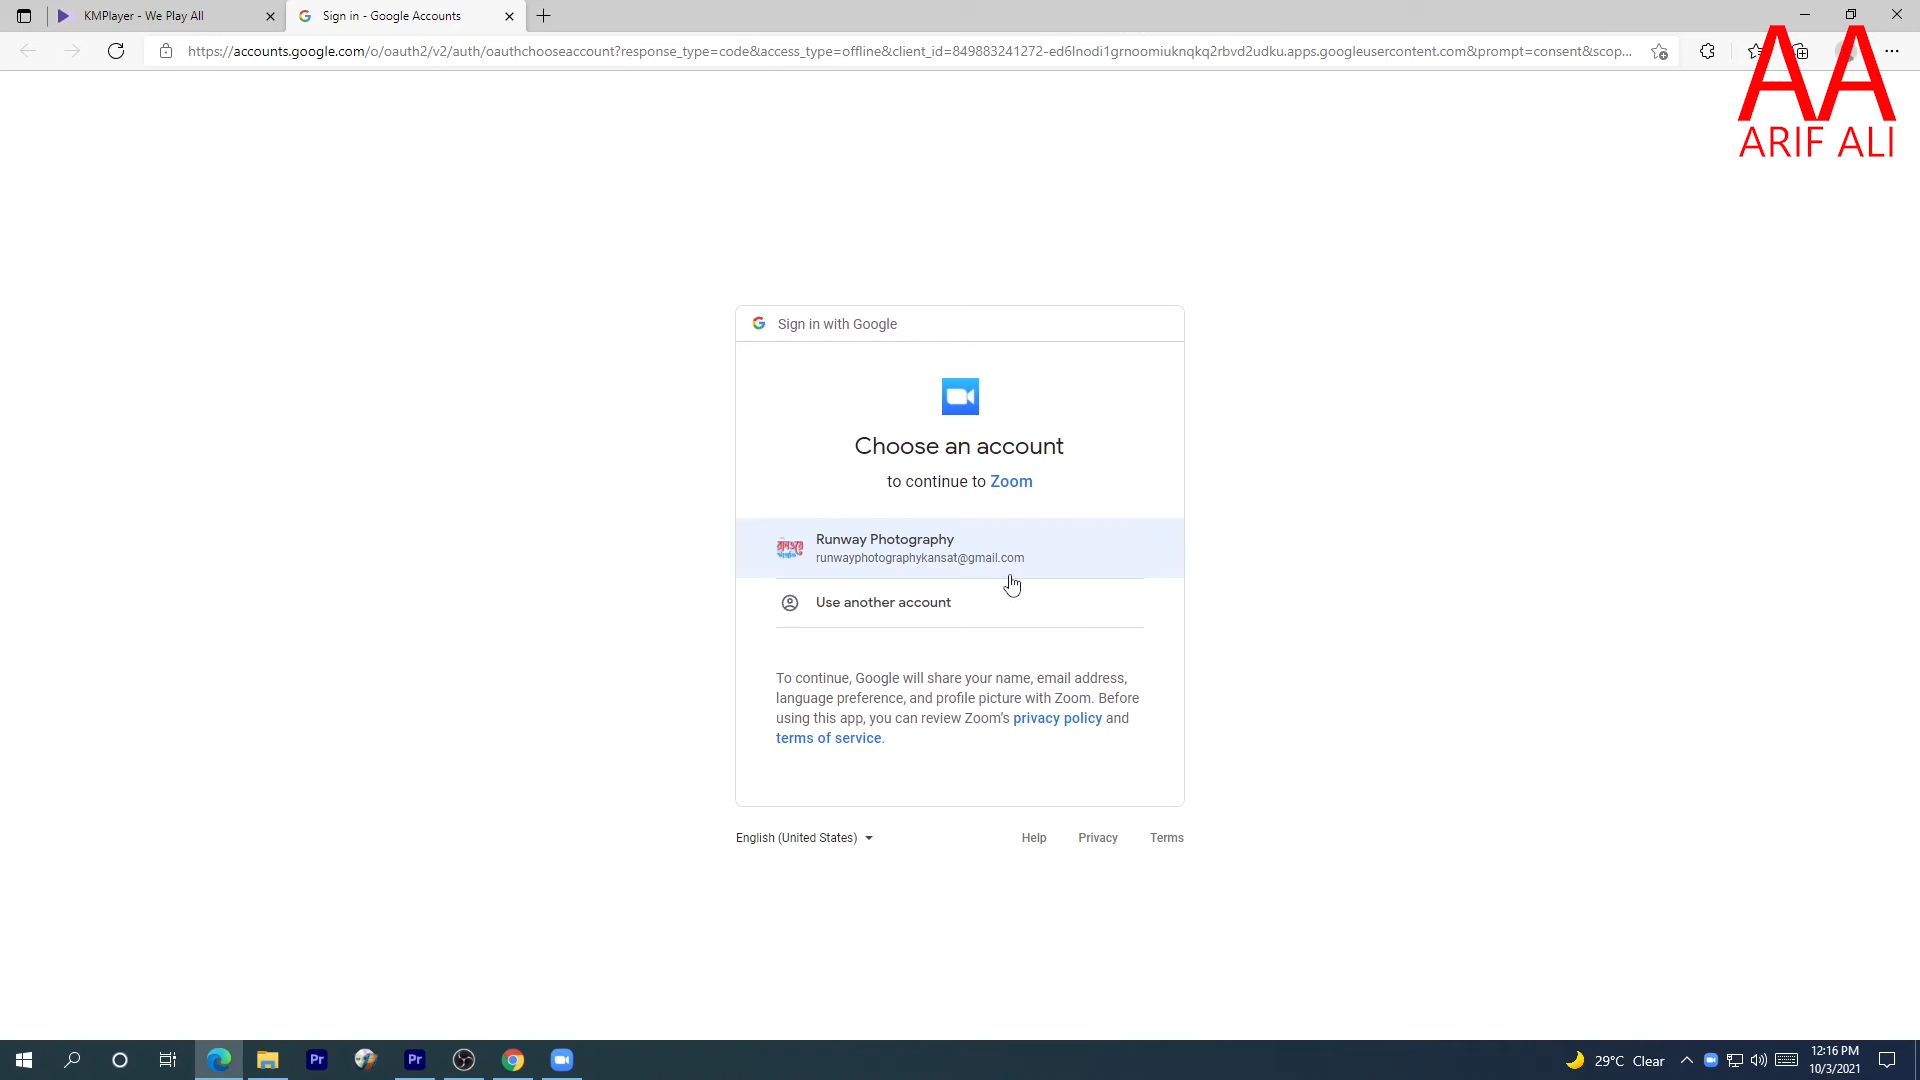 KMPlayer - We Play All
Sign in - Google Accounts
https://accounts.google.com/o/oauth2/v2/auth/oauthchooseaccount?response_type=code&access_type=offline&client_id=849883241272-ed6lnodi1grnoomiuknqkq2rbvd2udku.apps.googleusercontent.com&prompt=consent&scop...
AA
ARIF ALI
Sign in with Google
Choose an account
to continue to Zoom
রানওয়ে
Runway Photography
runwayphotographykansat@gmail.com
Use another account
To continue, Google will share your name, email address,
language preference, and profile picture with Zoom. Before
using this app, you can review Zoom's privacy policy and
terms of service.
English (United States)
Help Privacy Terms
Pr
Pr
29°C Clear
12:16 PM
10/3/2021